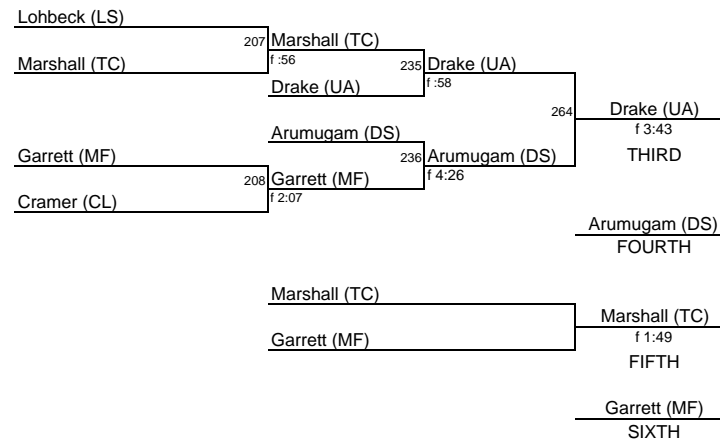 Lohbeck (LS)
207
Marshall (TC)
Marshall (TC)
f :56
235
Drake (UA)
Drake (UA)
f :58
264
Drake (UA)
f 3:43
THIRD
Arumugam (DS)
Garrett (MF)
236
Arumugam (DS)
f 4:26
208
Garrett (MF)
Cramer (CL)
f 2:07
Arumugam (DS)
FOURTH
Marshall (TC)
Marshall (TC)
f 1:49
Garrett (MF)
FIFTH
Garrett (MF)
SIXTH